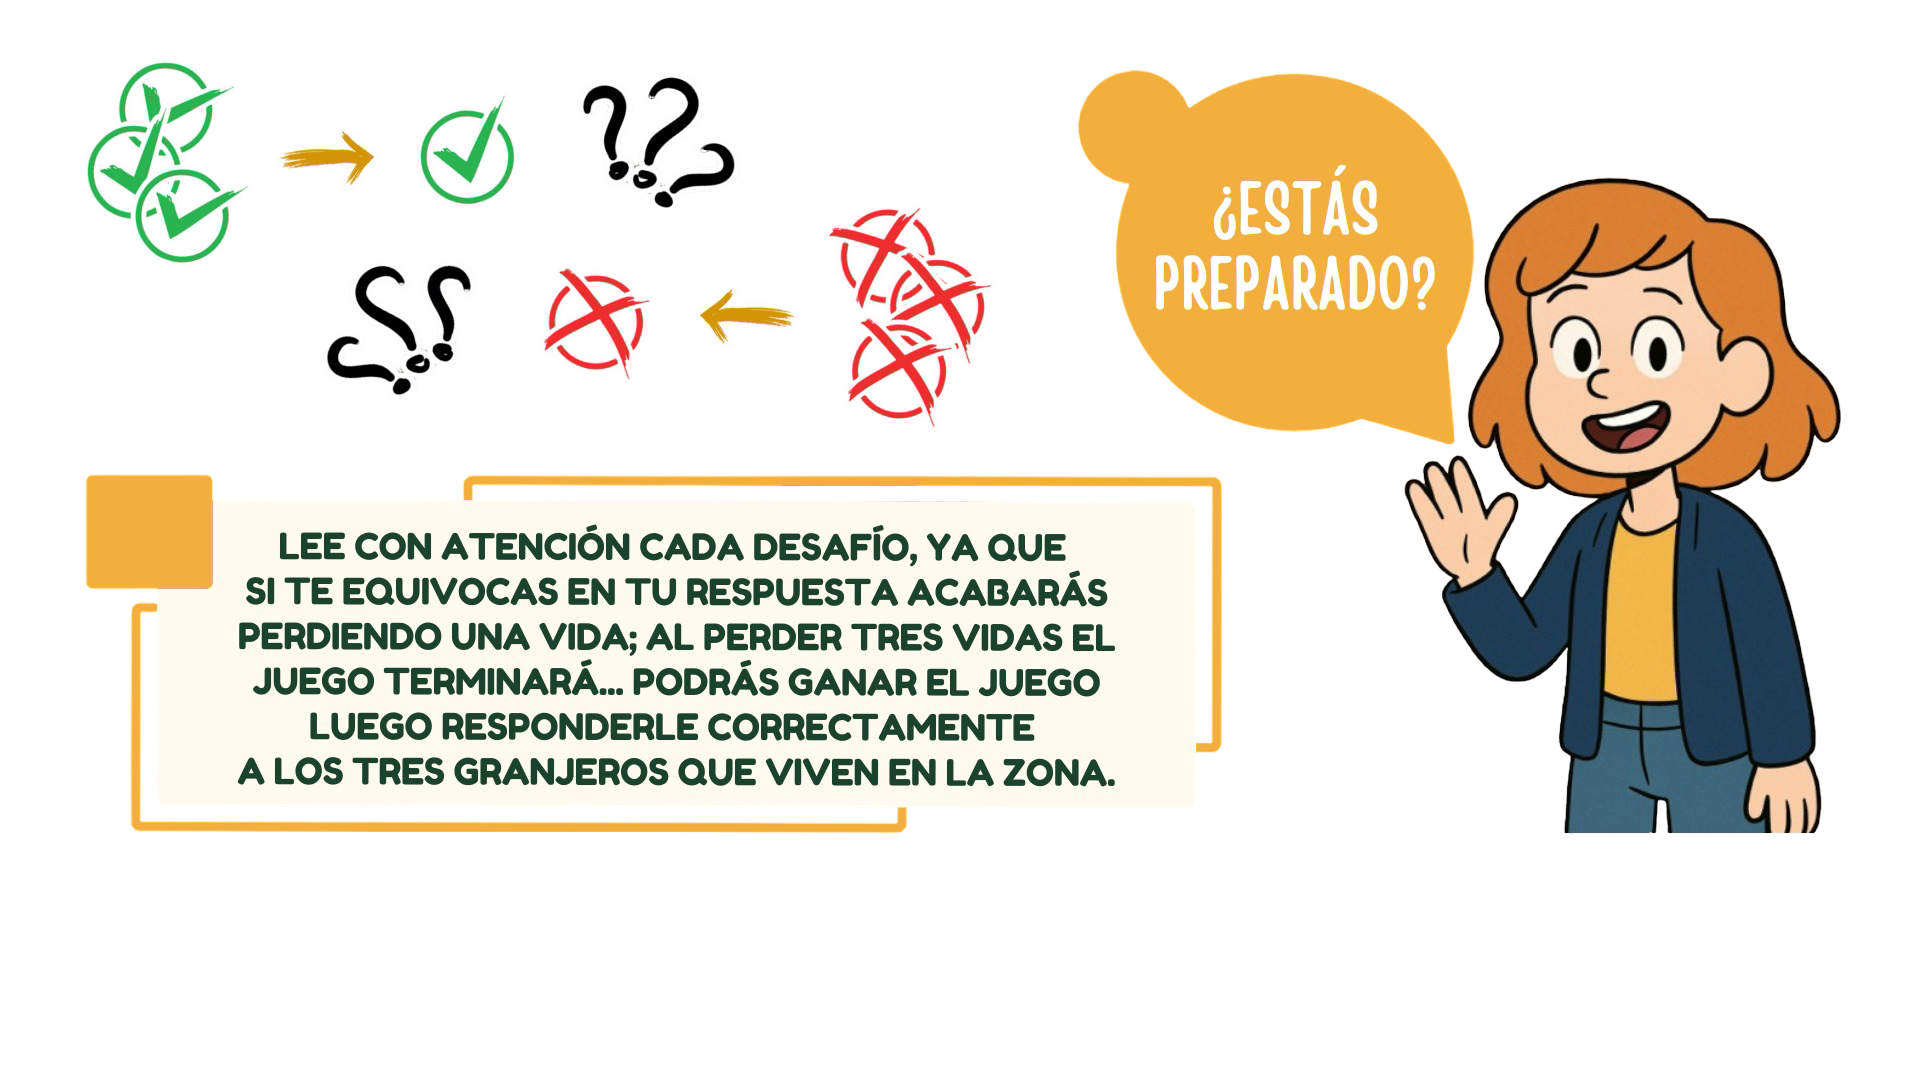 ¿ESTÁS
PREPARADO?
LEE CON ATENCIÓN CADA DESAFÍO, YA QUE
SI TE EQUIVOCAS EN TU RESPUESTA ACABARÁS
PERDIENDO UNA VIDA; AL PERDER TRES VIDAS EL
JUEGO TERMINARÁ... PODRÁS GANAR EL JUEGO
LUEGO RESPONDERLE CORRECTAMENTE
A LOS TRES GRANJEROS QUE VIVEN EN LA ZONA.